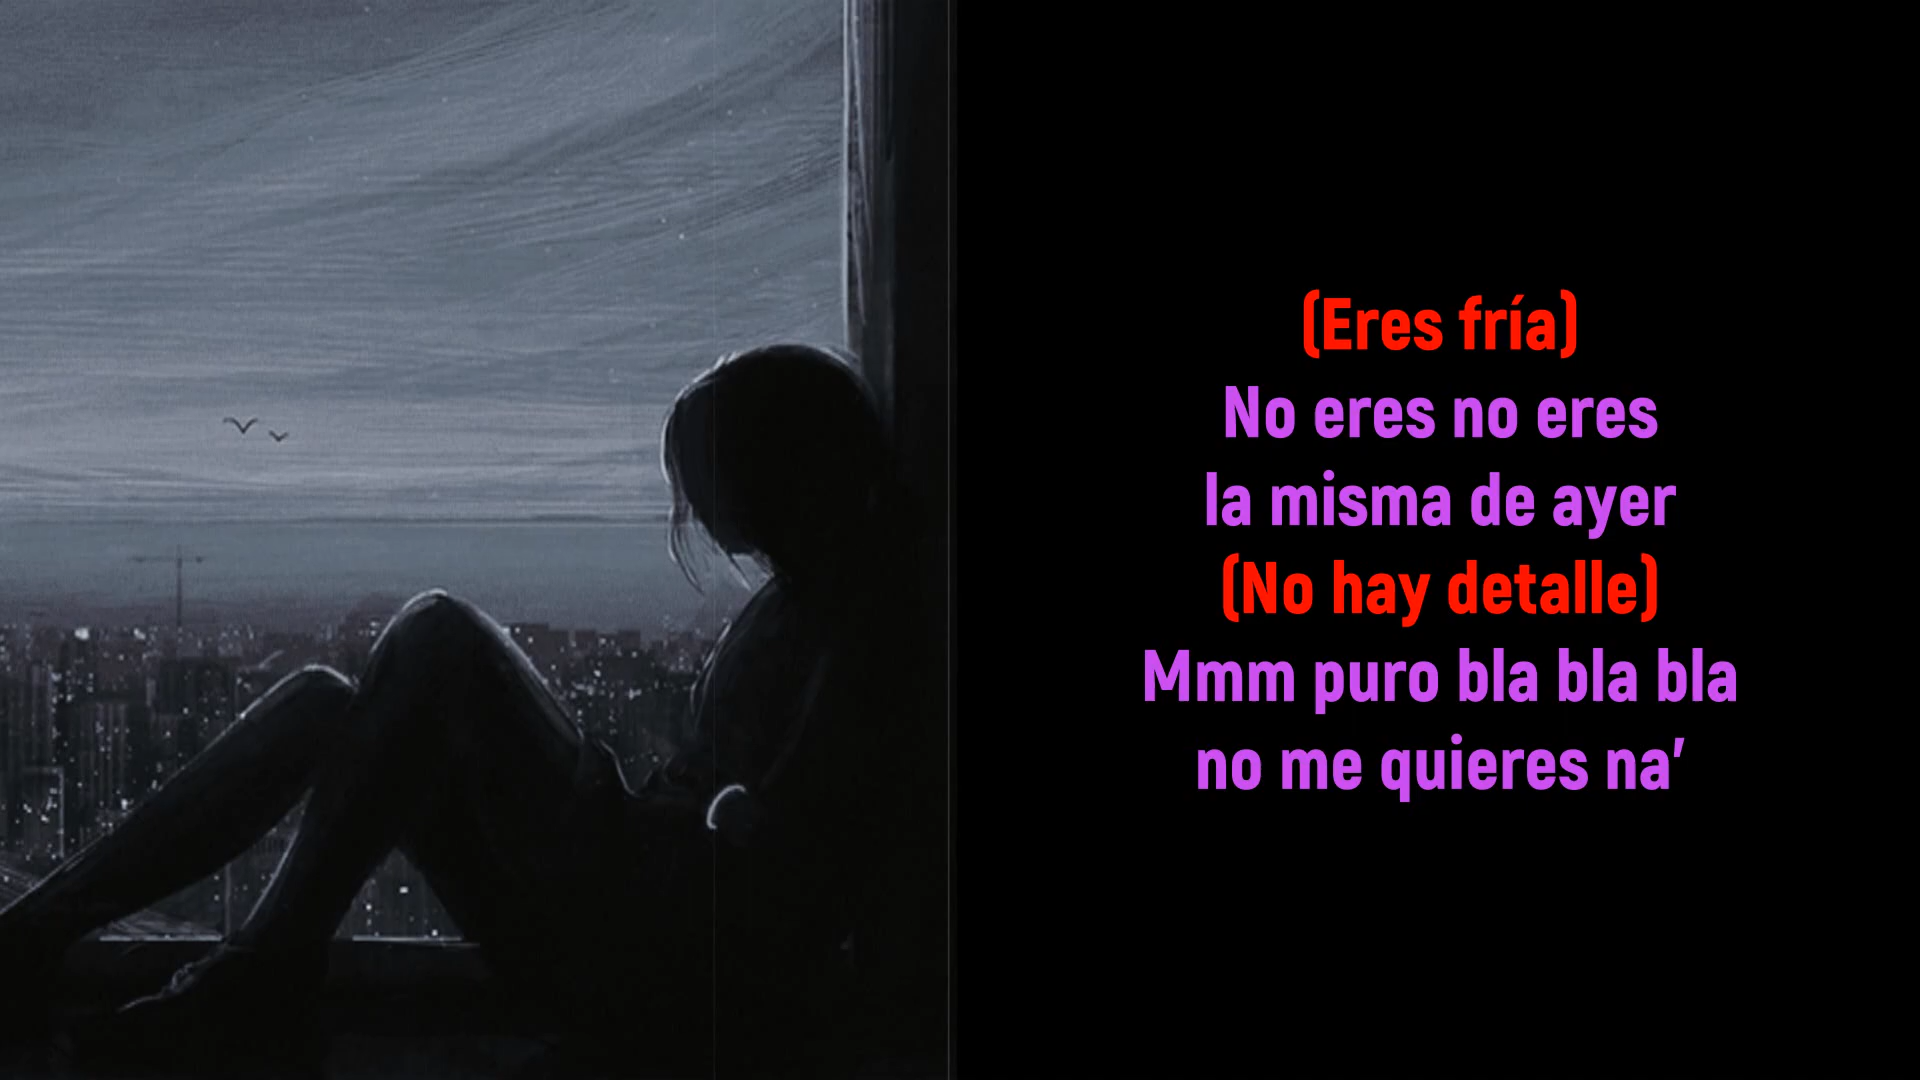 (Eres fría)
No eres no eres
la misma de ayer
(No hay detalle)
Mmm puro bla bla bla
no me quieres na’